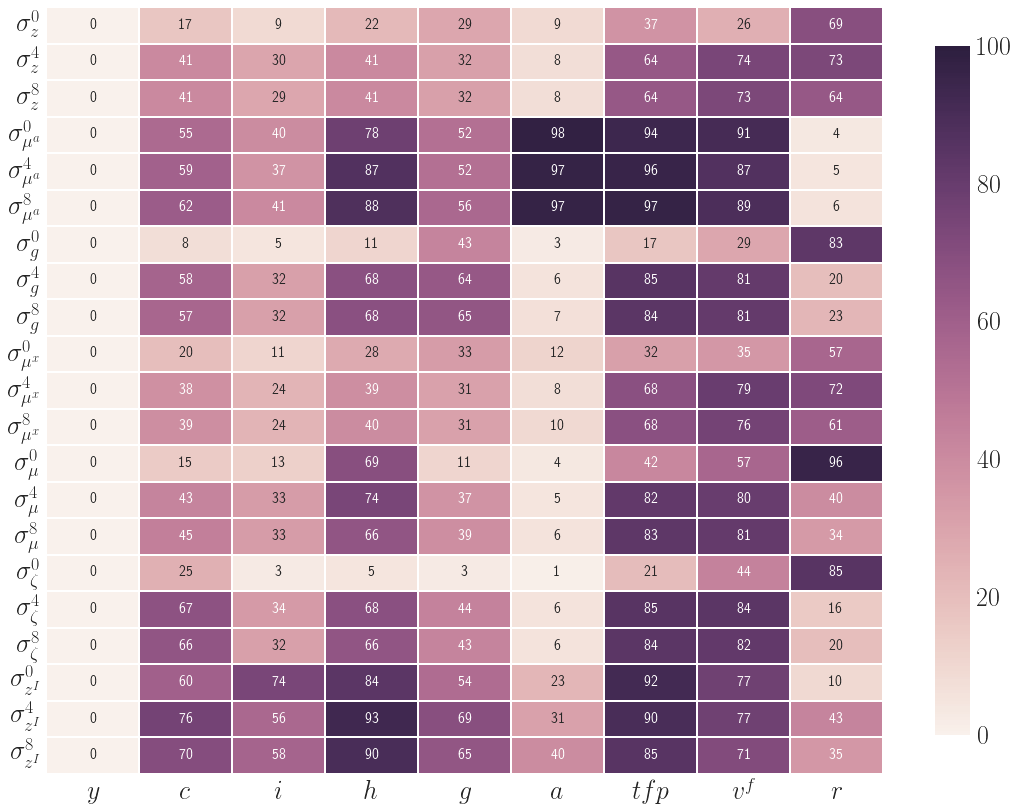 σ_z^0 0 17 9 22 29 9 37 26 69
σ_z^4 0 41 30 41 32 8 64 74 73
σ_z^8 0 41 29 41 32 8 64 73 64
σ_{μ^a}^0 0 55 40 78 52 98 94 91 4
σ_{μ^a}^4 0 59 37 87 52 97 96 87 5
σ_{μ^a}^8 0 62 41 88 56 97 97 89 6
σ_g^0 0 8 5 11 43 3 17 29 83
σ_g^4 0 58 32 68 64 6 85 81 20
σ_g^8 0 57 32 68 65 7 84 81 23
σ_{μ^x}^0 0 20 11 28 33 12 32 35 57
σ_{μ^x}^4 0 38 24 39 31 8 68 79 72
σ_{μ^x}^8 0 39 24 40 31 10 68 76 61
σ_μ^0 0 15 13 69 11 4 42 57 96
σ_μ^4 0 43 33 74 37 5 82 80 40
σ_μ^8 0 45 33 66 39 6 83 81 34
σ_ζ^0 0 25 3 5 3 1 21 44 85
σ_ζ^4 0 67 34 68 44 6 85 84 16
σ_ζ^8 0 66 32 66 43 6 84 82 20
σ_{z^I}^0 0 60 74 84 54 23 92 77 10
σ_{z^I}^4 0 76 56 93 69 31 90 77 43
σ_{z^I}^8 0 70 58 90 65 40 85 71 35
y c i h g a tfp v^f r
100
80
60
40
20
0